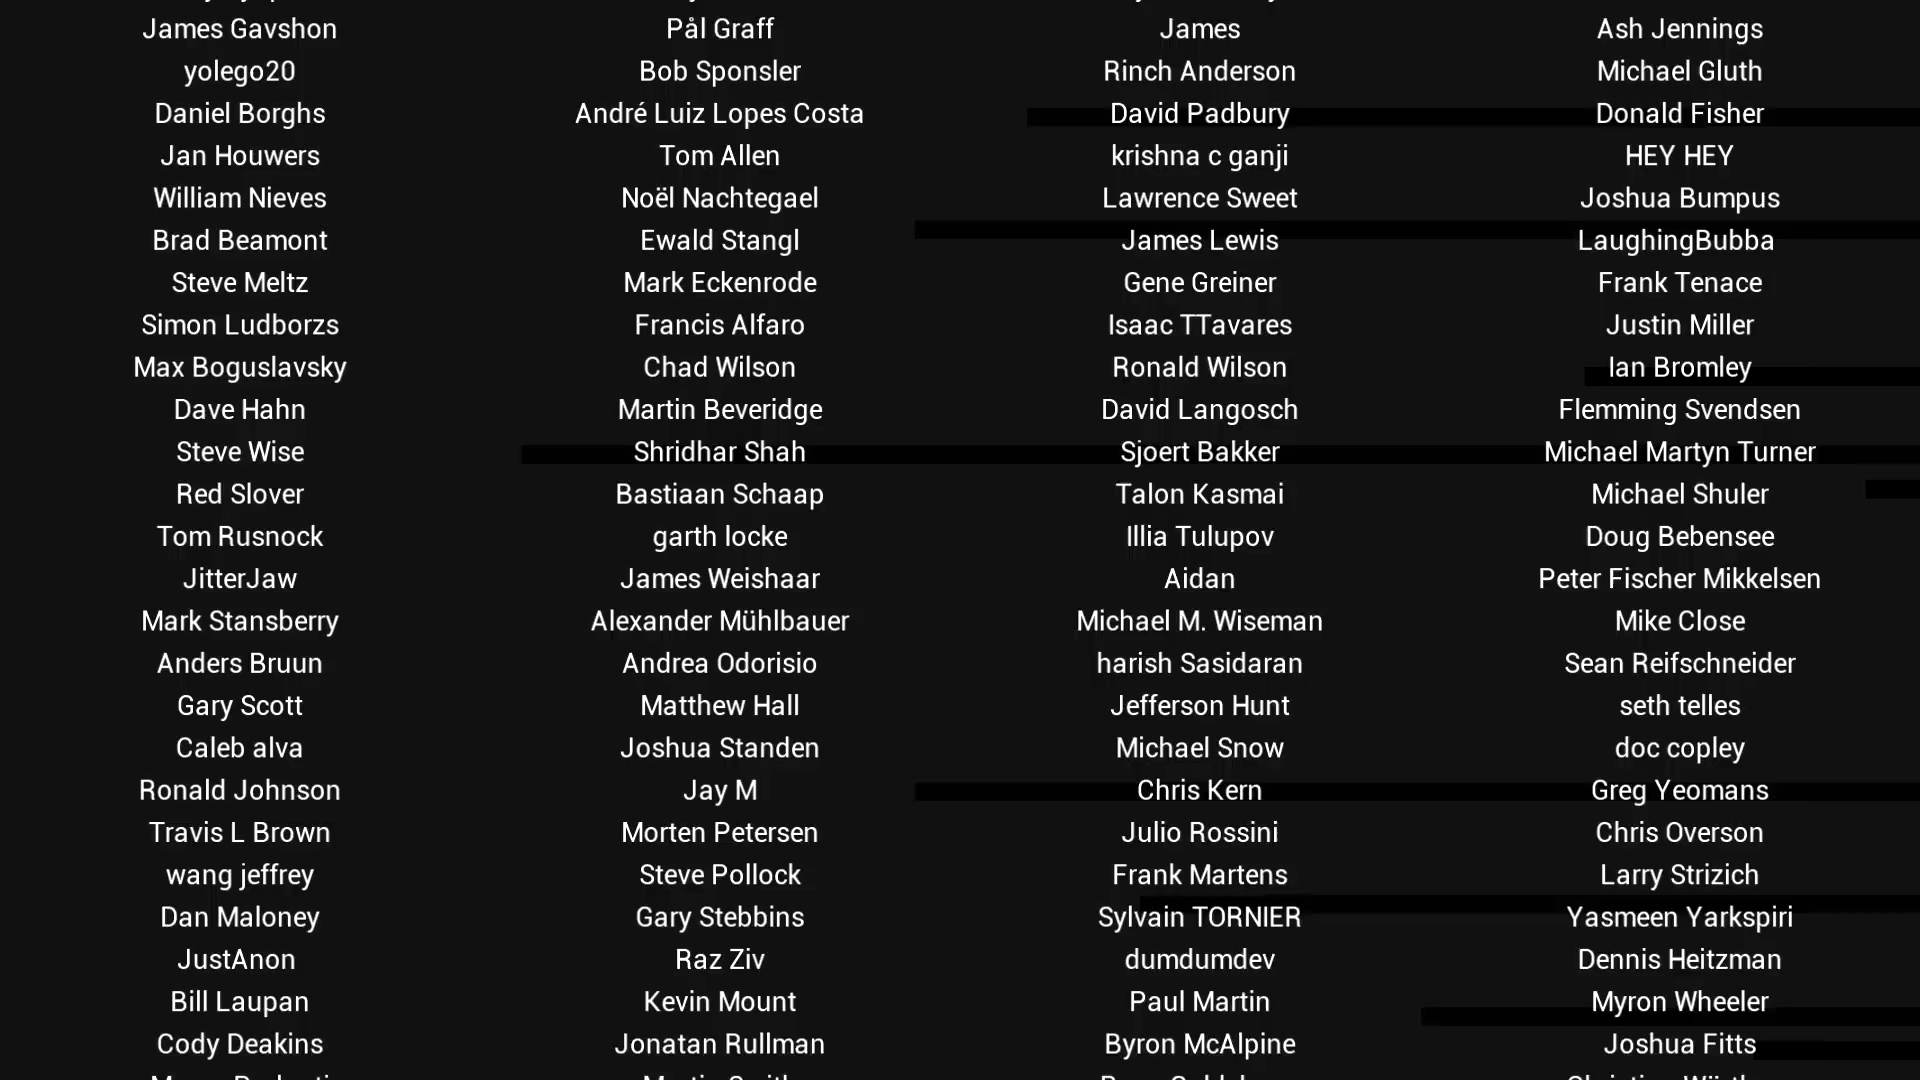 James Gavshon Pål Graff James Ash Jennings
yolego20 Bob Sponsler Rinch Anderson Michael Gluth
Daniel Borghs André Luiz Lopes Costa David Padbury Donald Fisher
Jan Houwers Tom Allen krishna c ganji HEY HEY
William Nieves Noël Nachtegael Lawrence Sweet Joshua Bumpus
Brad Beamont Ewald Stangl James Lewis LaughingBubba
Steve Meltz Mark Eckenrode Gene Greiner Frank Tenace
Simon Ludborzs Francis Alfaro Isaac TTavares Justin Miller
Max Boguslavsky Chad Wilson Ronald Wilson Ian Bromley
Dave Hahn Martin Beveridge David Langosch Flemming Svendsen
Steve Wise Shridhar Shah Sjoert Bakker Michael Martyn Turner
Red Slover Bastiaan Schaap Talon Kasmai Michael Shuler
Tom Rusnock garth locke Illia Tulupov Doug Bebensee
JitterJaw James Weishaar Aidan Peter Fischer Mikkelsen
Mark Stansberry Alexander Mühlbauer Michael M. Wiseman Mike Close
Anders Bruun Andrea Odorisio harish Sasidaran Sean Reifschneider
Gary Scott Matthew Hall Jefferson Hunt seth telles
Caleb alva Joshua Standen Michael Snow doc copley
Ronald Johnson Jay M Chris Kern Greg Yeomans
Travis L Brown Morten Petersen Julio Rossini Chris Overson
wang jeffrey Steve Pollock Frank Martens Larry Strizich
Dan Maloney Gary Stebbins Sylvain TORNIER Yasmeen Yarkspiri
JustAnon Raz Ziv dumdumdev Dennis Heitzman
Bill Laupan Kevin Mount Paul Martin Myron Wheeler
Cody Deakins Jonatan Rullman Byron McAlpine Joshua Fitts